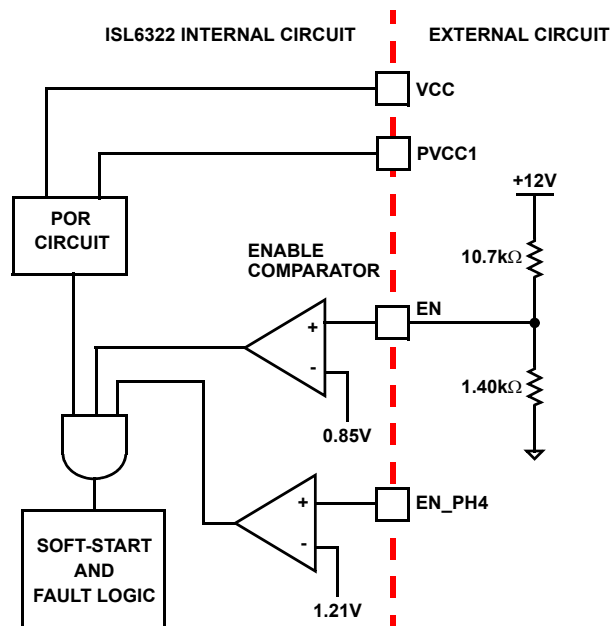 ISL6322 INTERNAL CIRCUIT
EXTERNAL CIRCUIT
VCC
PVCC1
+12V
POR
CIRCUIT
10.7kΩ
ENABLE
COMPARATOR
EN
+
-
1.40kΩ
0.85V
EN_PH4
+
-
SOFT-START
AND
FAULT LOGIC
1.21V